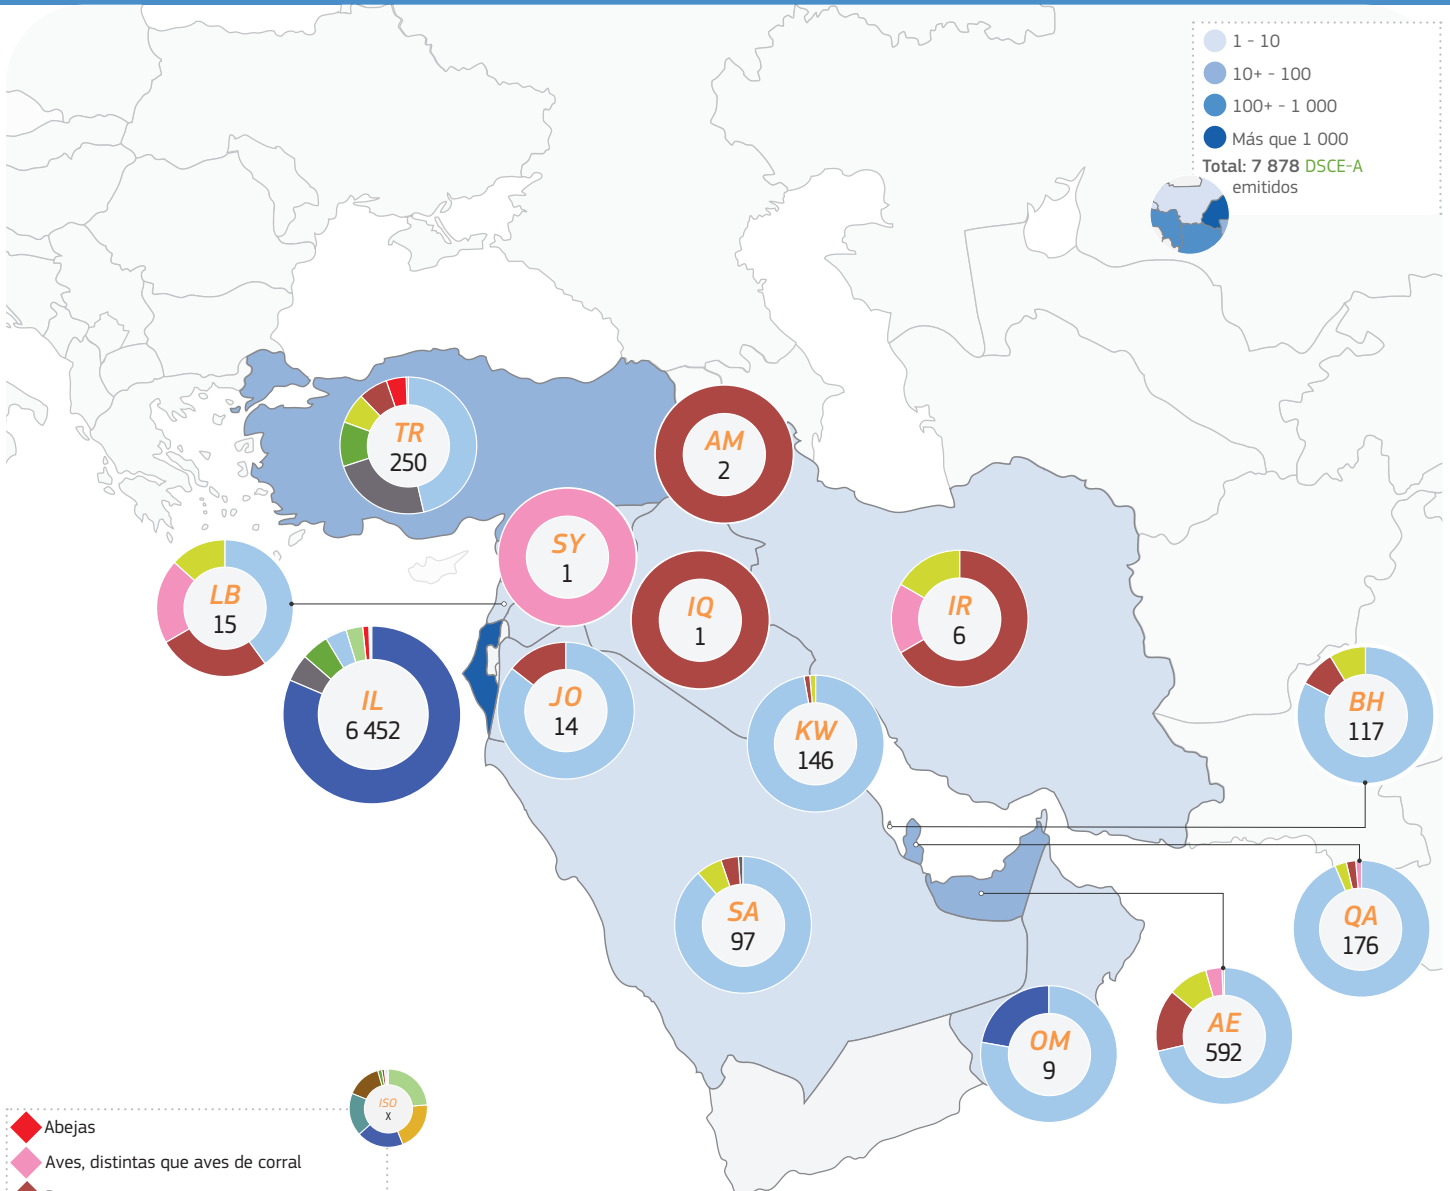 1 - 10
10+ - 100
100+ - 1 000
Más que 1 000
Total: 7 878 DSCE-A
emitidos
TR
250
AM
2
SY
1
LB
15
IQ
1
IR
6
IL
6 452
JO
14
KW
146
BH
117
SA
97
QA
176
OM
9
AE
592
ISO
X
Abejas
Aves, distintas que aves de corral